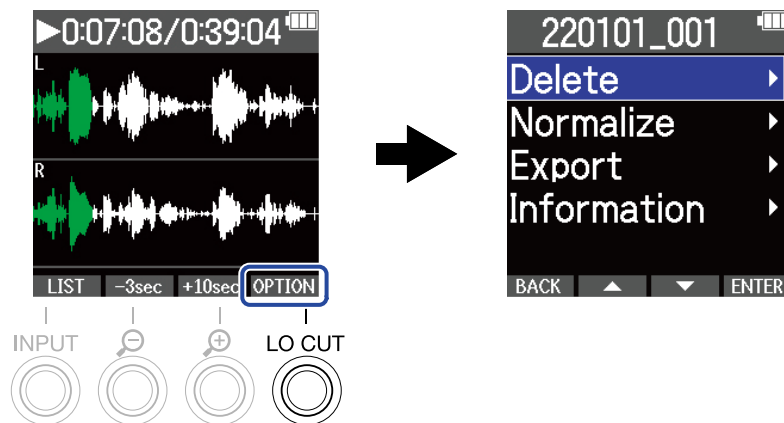 0:07:08/0:39:04
L
R
LIST -3sec +10sec OPTION
INPUT LO CUT
220101_001
Delete
Normalize
Export
Information
BACK ENTER